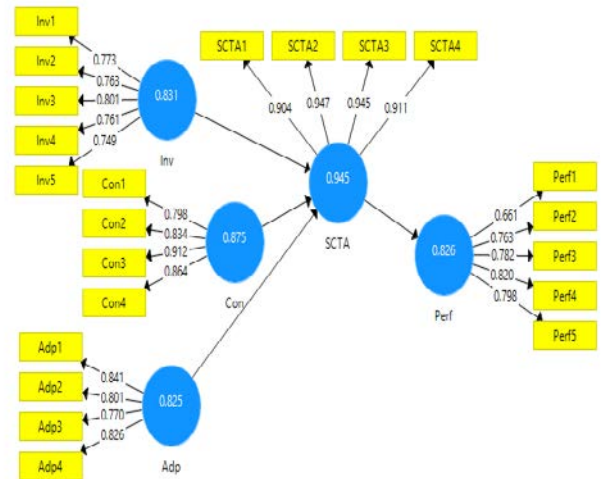 Inv1
Inv2
Inv3
Inv4
Inv5
0.773
0.763
0.801
0.761
0.749
0.831
Inv
SCTA1
SCTA2
SCTA3
SCTA4
0.904
0.947
0.945
0.911
0.945
SCTA
Con1
Con2
Con3
Con4
0.798
0.834
0.912
0.864
0.875
Con
Perf1
Perf2
Perf3
Perf4
Perf5
0.661
0.763
0.782
0.820
0.798
0.826
Perf
Adp1
Adp2
Adp3
Adp4
0.841
0.801
0.770
0.826
0.825
Adp